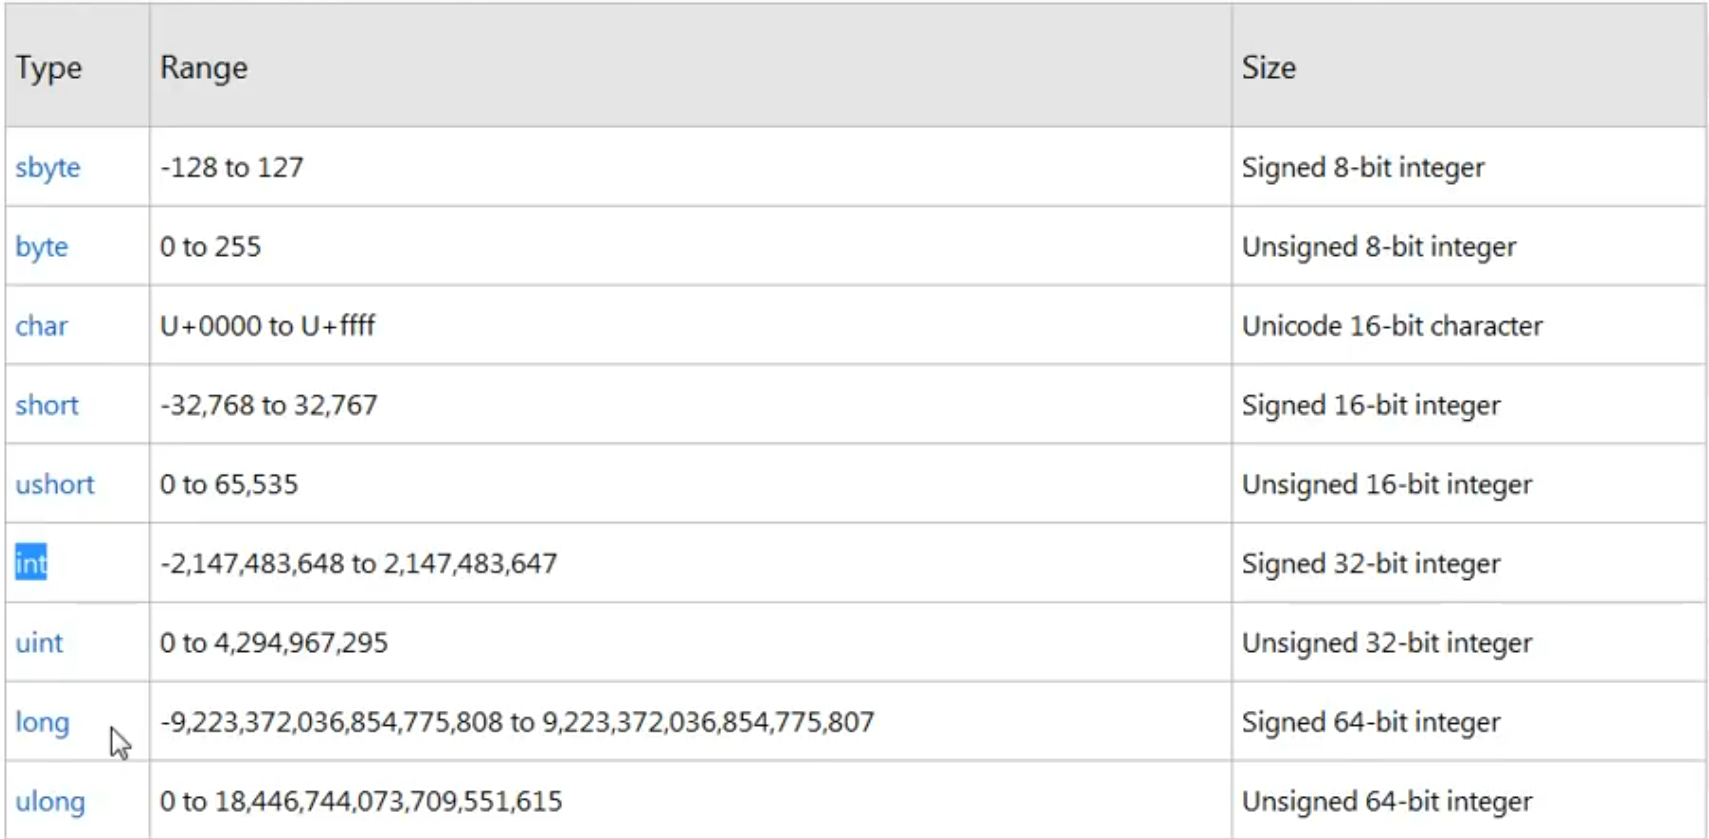 Type Range Size
sbyte -128 to 127 Signed 8-bit integer
byte 0 to 255 Unsigned 8-bit integer
char U+0000 to U+ffff Unicode 16-bit character
short -32,768 to 32,767 Signed 16-bit integer
ushort 0 to 65,535 Unsigned 16-bit integer
int -2,147,483,648 to 2,147,483,647 Signed 32-bit integer
uint 0 to 4,294,967,295 Unsigned 32-bit integer
long -9,223,372,036,854,775,808 to 9,223,372,036,854,775,807 Signed 64-bit integer
ulong 0 to 18,446,744,073,709,551,615 Unsigned 64-bit integer